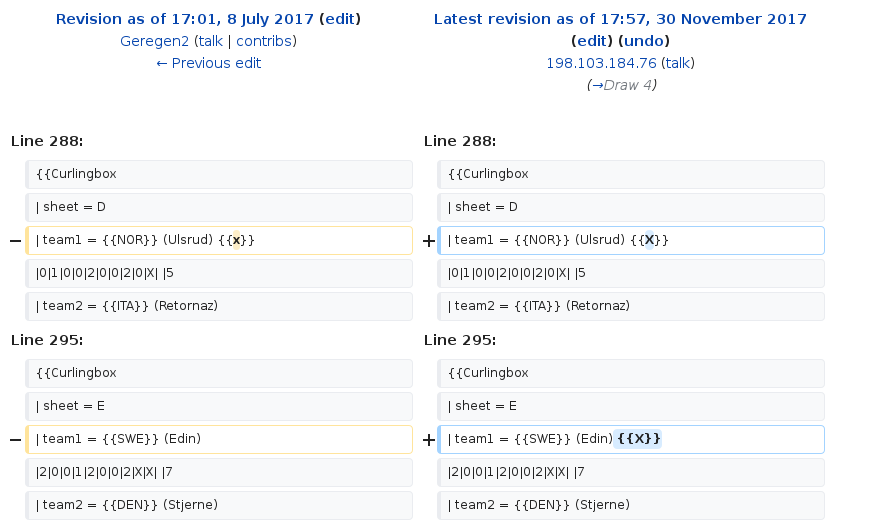 Revision as of 17:01, 8 July 2017 (edit)
Geregen2 (talk | contribs)
← Previous edit
Latest revision as of 17:57, 30 November 2017
(edit) (undo)
198.103.184.76 (talk)
(→Draw 4)
Line 288:
Line 288:
{{Curlingbox
{{Curlingbox
| sheet = D
| sheet = D
− | team1 = {{NOR}} (Ulsrud) {{x}}
+ | team1 = {{NOR}} (Ulsrud) {{X}}
|0|1|0|0|2|0|0|2|0|X| |5
|0|1|0|0|2|0|0|2|0|X| |5
| team2 = {{ITA}} (Retornaz)
| team2 = {{ITA}} (Retornaz)
Line 295:
Line 295:
{{Curlingbox
{{Curlingbox
| sheet = E
| sheet = E
− | team1 = {{SWE}} (Edin)
+ | team1 = {{SWE}} (Edin) {{X}}
|2|0|0|1|2|0|0|2|X|X| |7
|2|0|0|1|2|0|0|2|X|X| |7
| team2 = {{DEN}} (Stjerne)
| team2 = {{DEN}} (Stjerne)